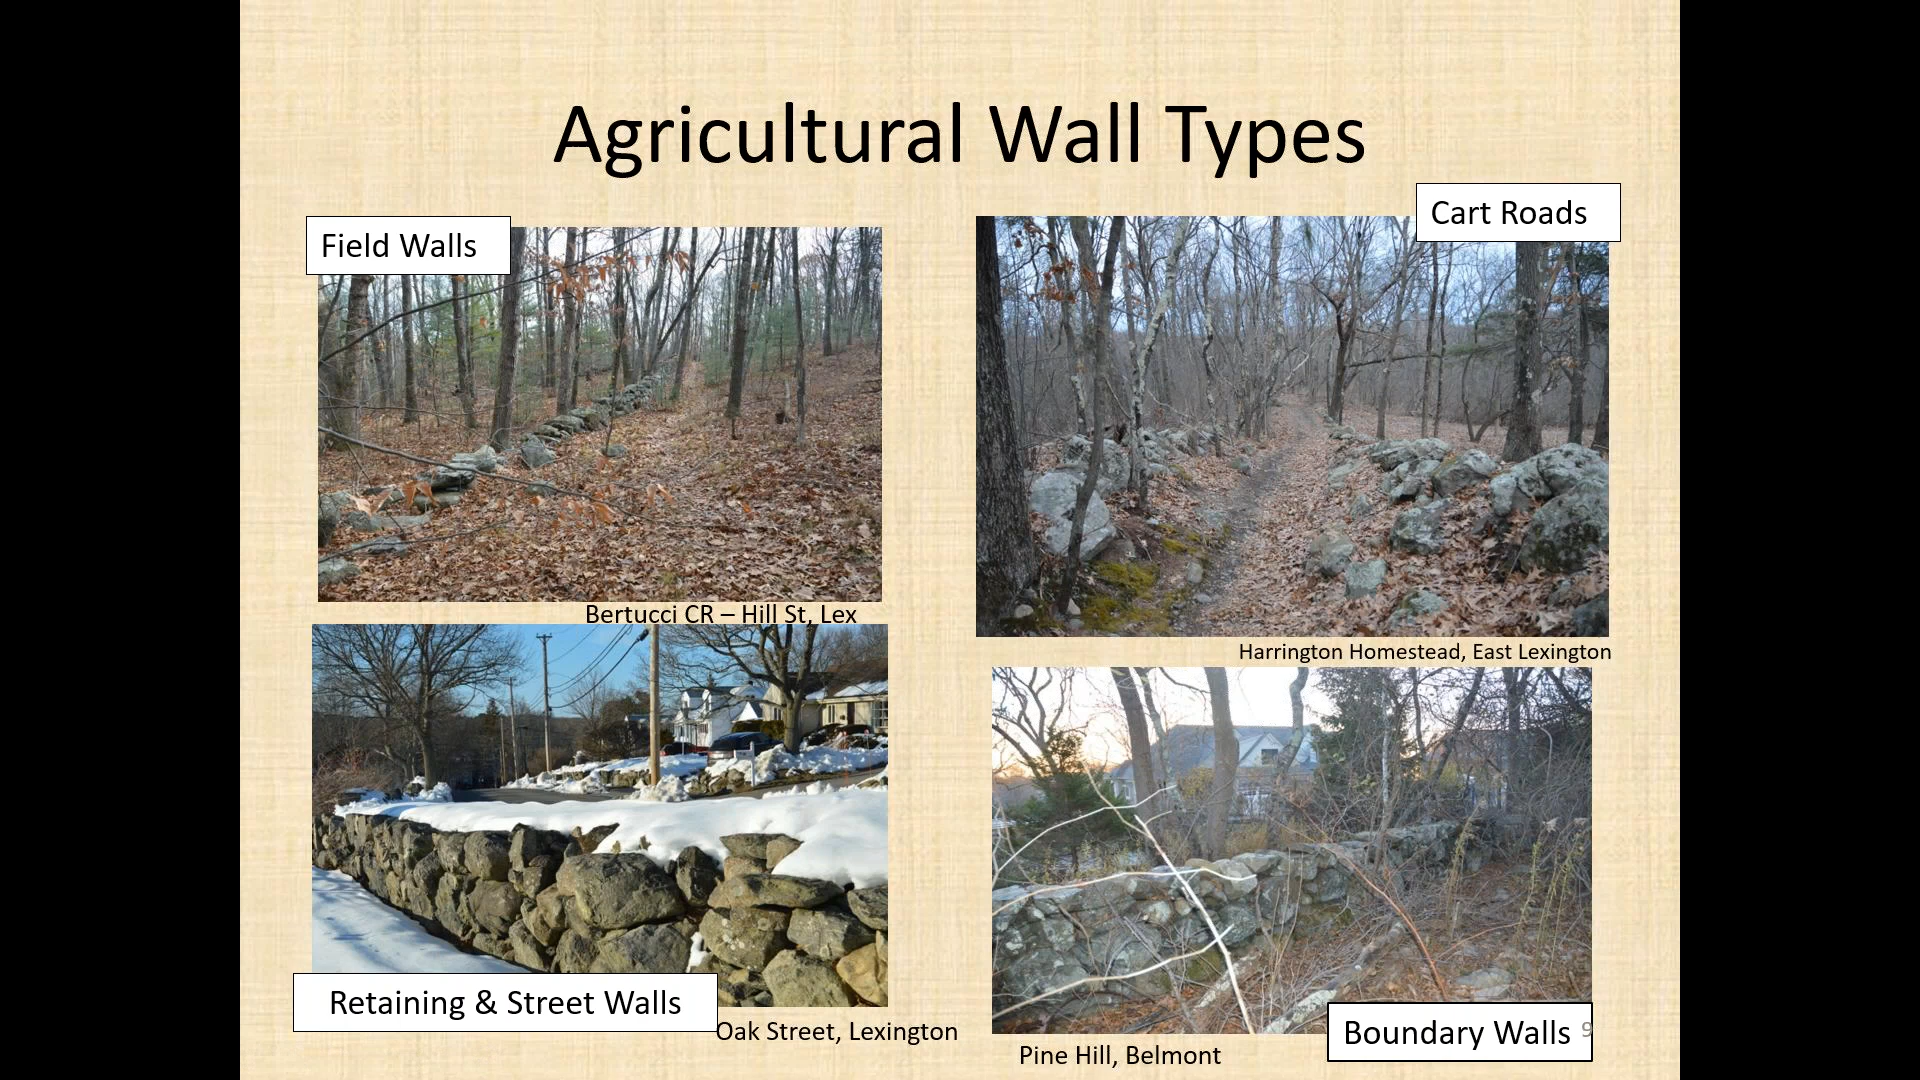 Agricultural Wall Types
Field Walls
Cart Roads
Bertucci CR – Hill St, Lex
Harrington Homestead, East Lexington
Retaining & Street Walls
Oak Street, Lexington
Boundary Walls
9
Pine Hill, Belmont